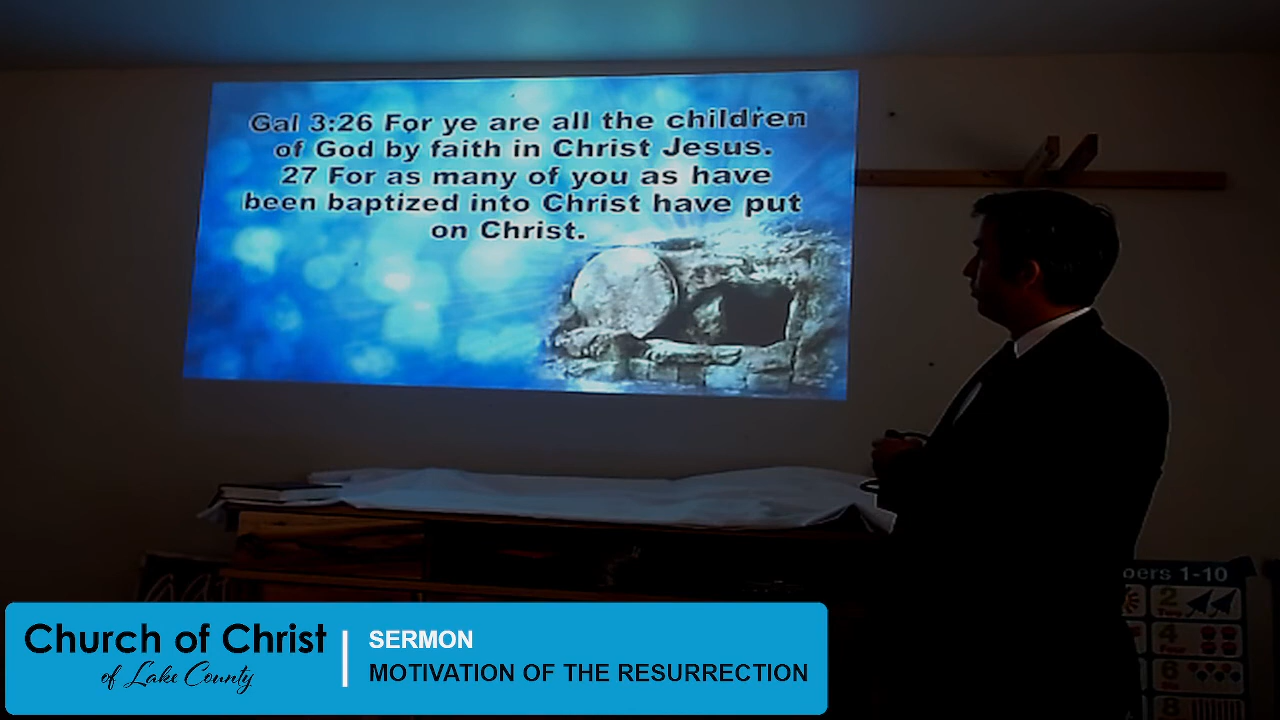 Gal 3:26 For ye are all the children
of God by faith in Christ Jesus.
27 For as many of you as have
been baptized into Christ have put
on Christ.
bers 1-10
2
4
Four
6
8
Church of Christ
of Lake County
SERMON
MOTIVATION OF THE RESURRECTION